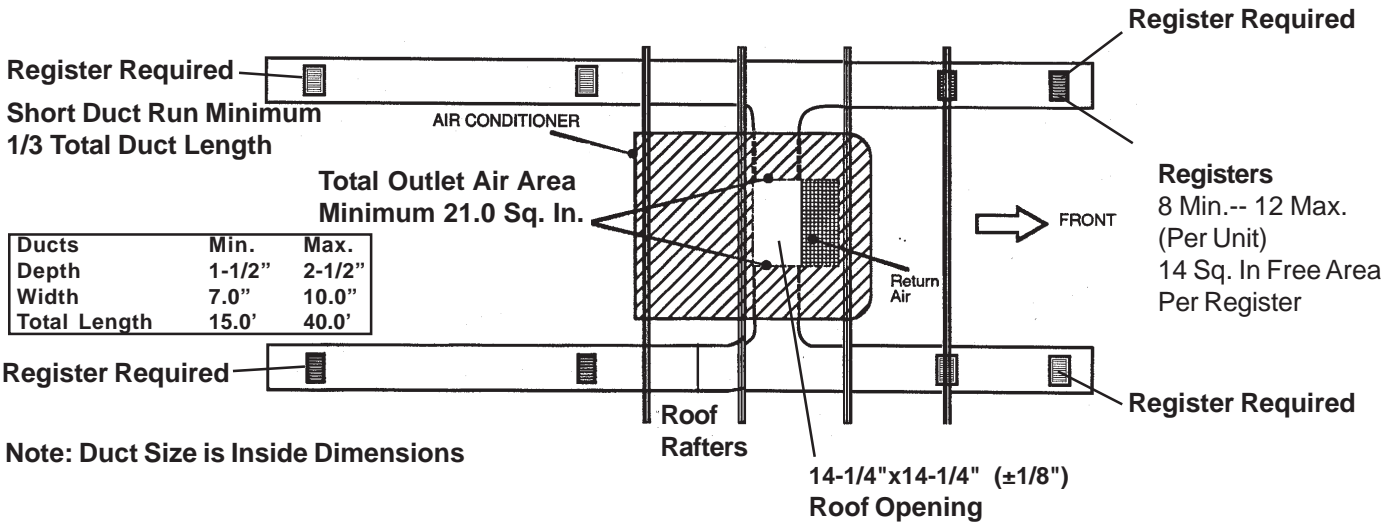 Register Required
Register Required
Short Duct Run Minimum
1/3 Total Duct Length
AIR CONDITIONER
Total Outlet Air Area
Minimum 21.0 Sq. In.
Registers
8 Min.-- 12 Max.
(Per Unit)
14 Sq. In Free Area
Per Register
FRONT
Ducts Min. Max.
Depth 1-1/2” 2-1/2”
Width 7.0” 10.0”
Total Length 15.0’ 40.0’
Return
Air
Register Required
Register Required
Roof
Rafters
Note: Duct Size is Inside Dimensions
14-1/4"x14-1/4" (±1/8")
Roof Opening